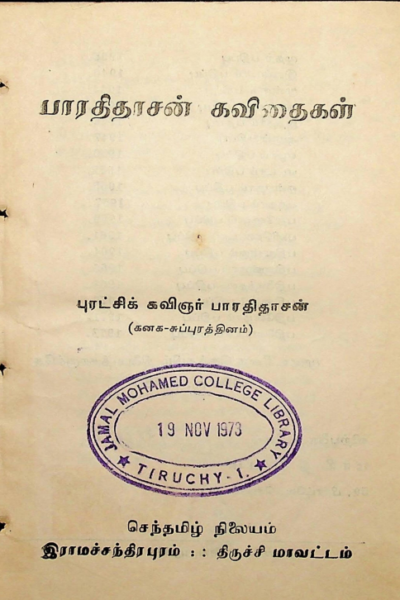 பாரதிதாசன் கவிதைகள்
புரட்சிக் கவிஞர் பாரதிதாசன்
(கனக-சுப்புரத்தினம்)
JAMAL MOHAMED COLLEGE LIBRARY
19 NOV 1973
★ TIRUCHY-1. ★
செந்தமிழ் நிலையம்
இராமச்சந்திரபுரம் : : திருச்சி மாவட்டம்